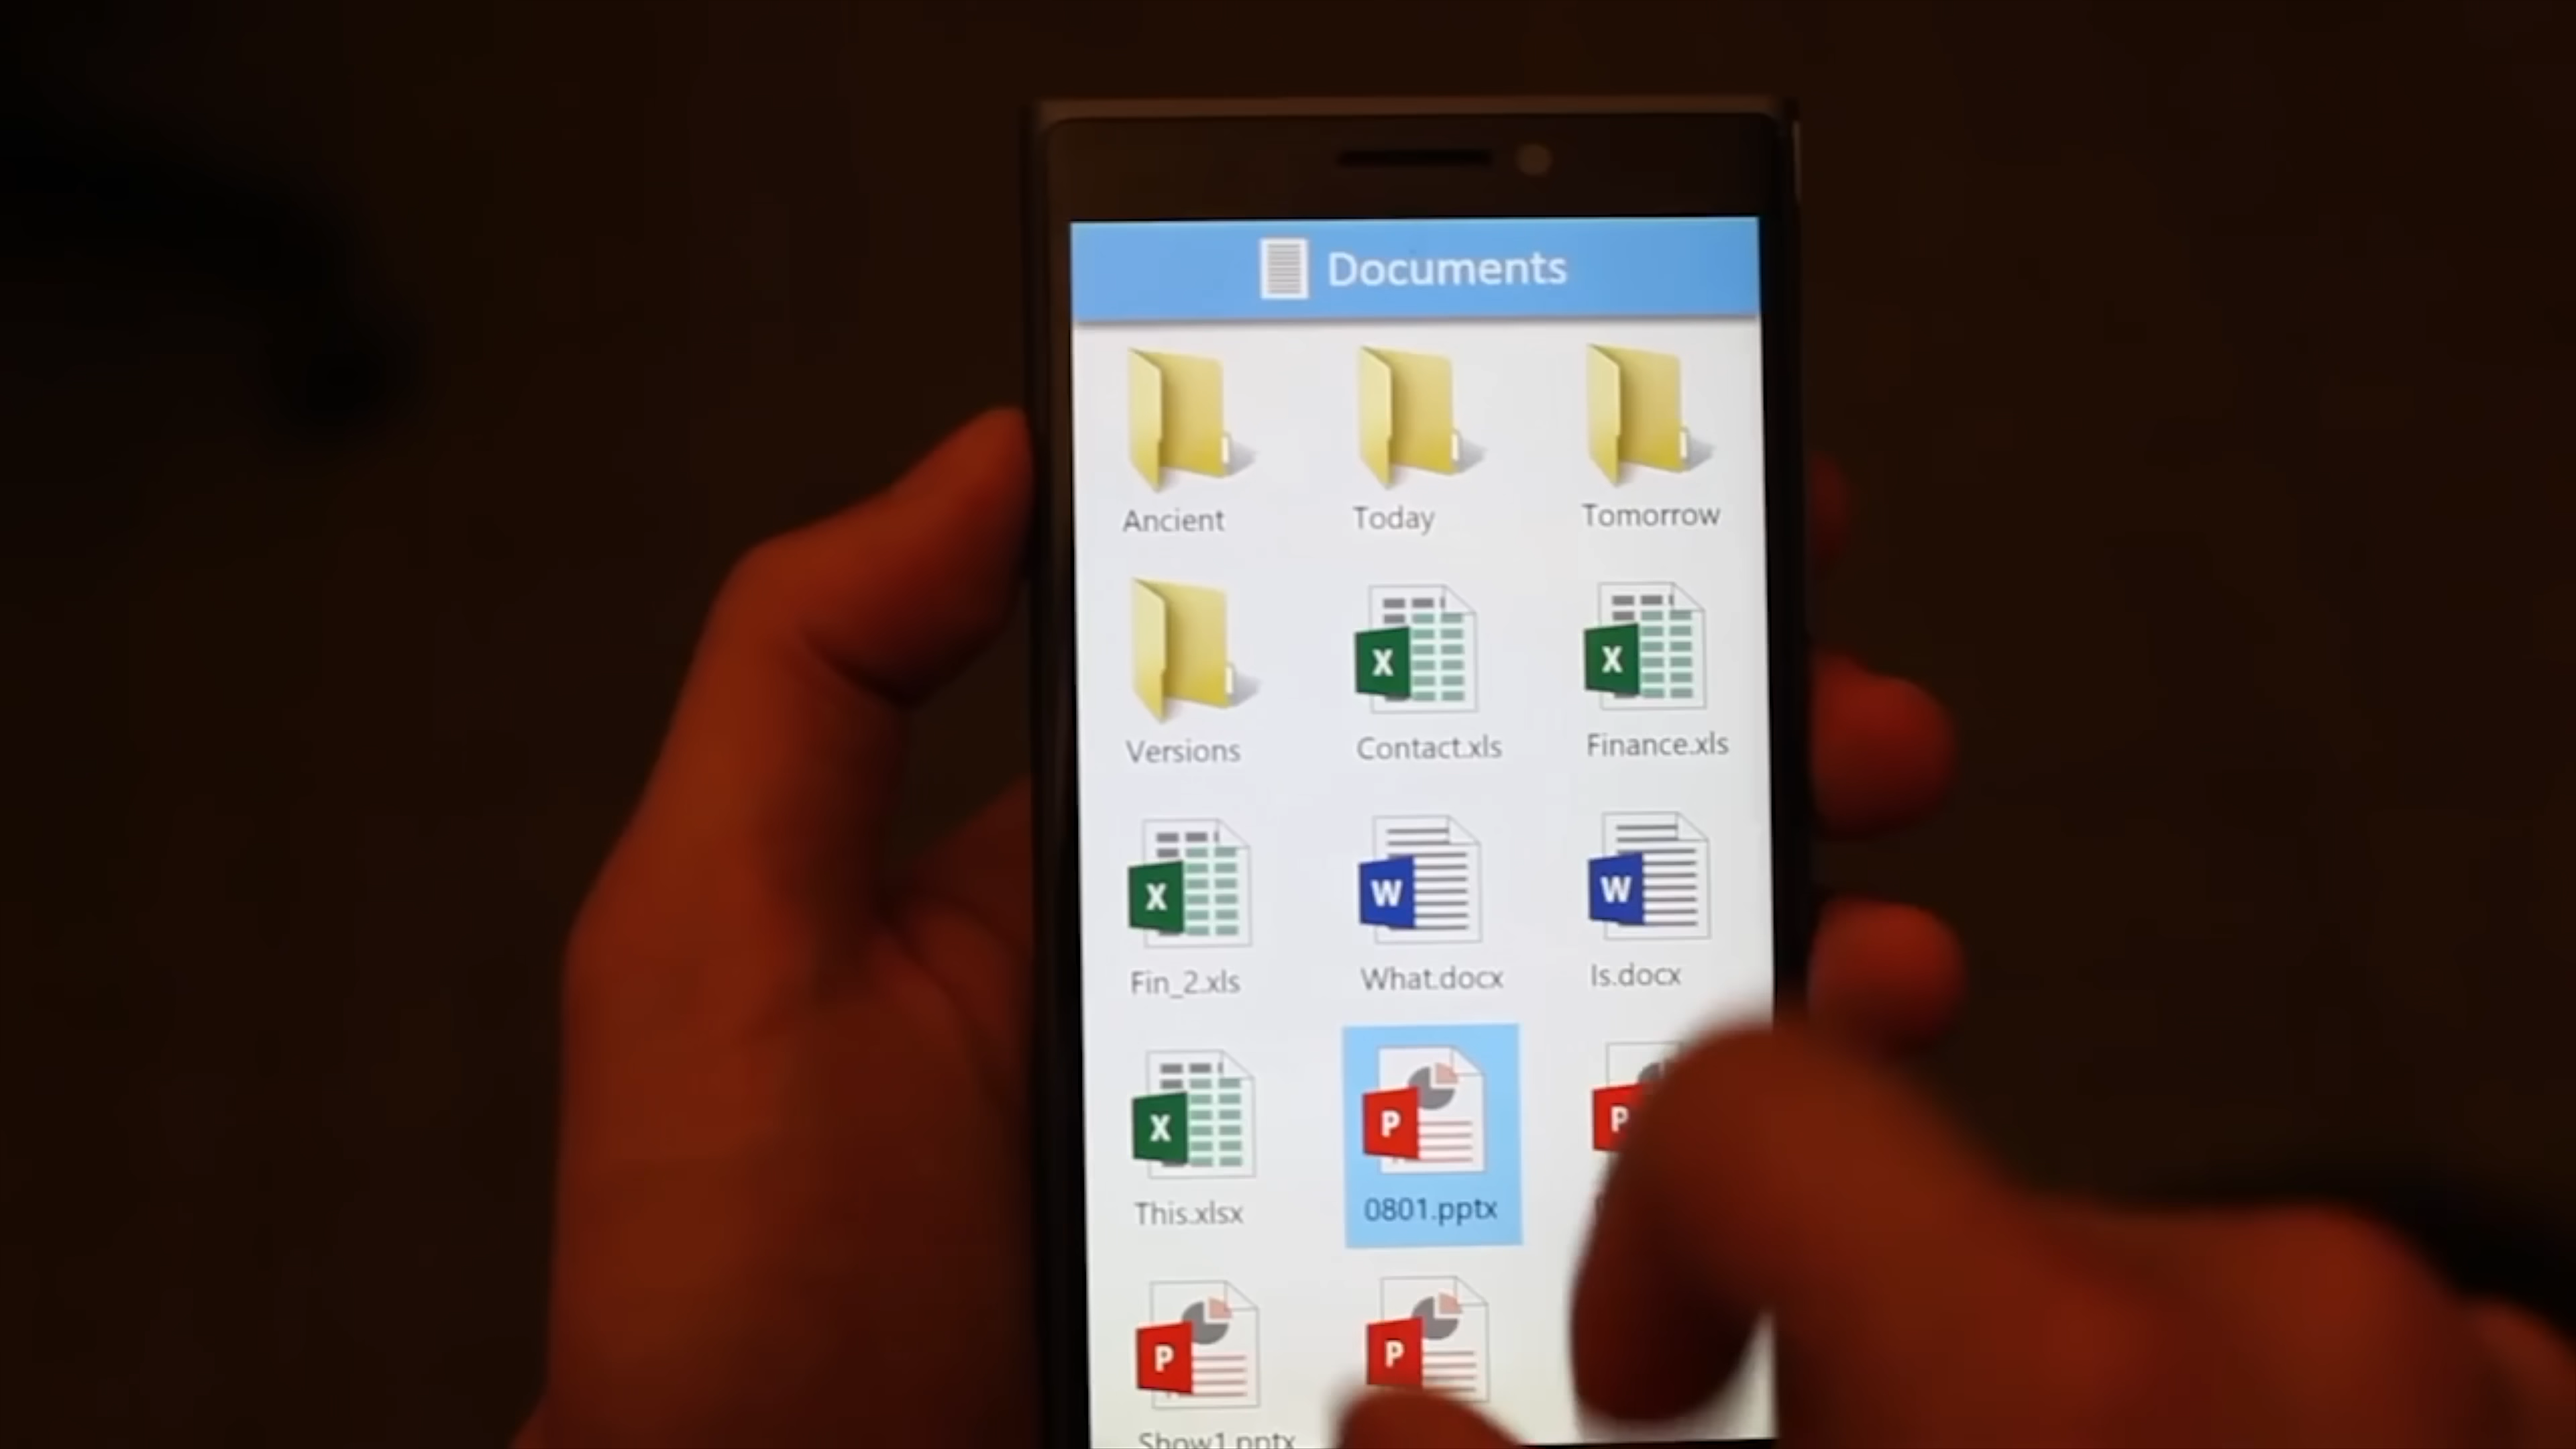 Documents
Ancient Today Tomorrow
X X
Versions Contact.xls Finance.xls
X W W
Fin_2.xls What.docx Is.docx
X P P
This.xlsx 0801.pptx
P P
Show1.pptx